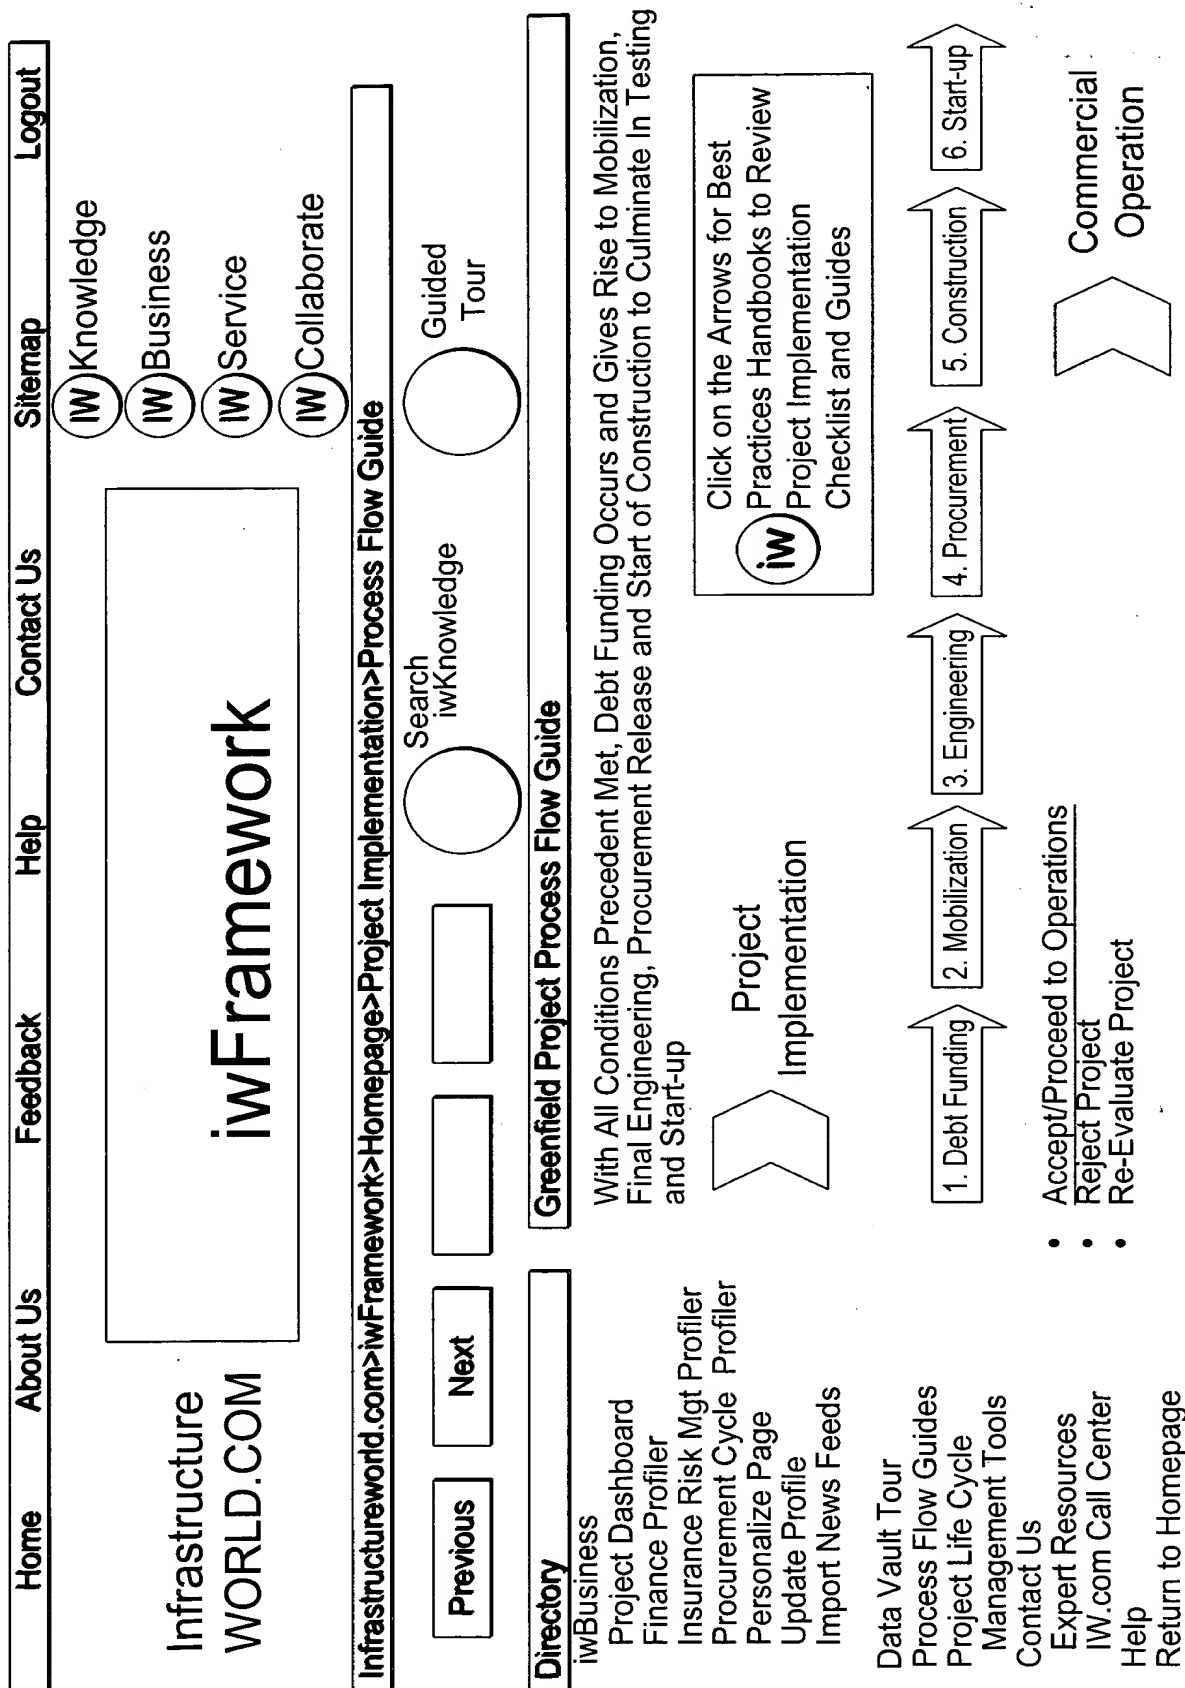 Home About Us Feedback Help Contact Us Sitemap Logout
Infrastructure
WORLD.COM
iwFramework
IW Knowledge
IW Business
IW Service
IW Collaborate
Infrastructureworld.com>iwFramework>Homepage>Project Implementation>Process Flow Guide
Previous Next
Search
iwKnowledge
Guided
Tour
Directory
iwBusiness
Project Dashboard
Finance Profiler
Insurance Risk Mgt Profiler
Procurement Cycle Profiler
Personalize Page
Update Profile
Import News Feeds
Data Vault Tour
Process Flow Guides
Project Life Cycle
Management Tools
Contact Us
Expert Resources
IW.com Call Center
Help
Return to Homepage
Greenfield Project Process Flow Guide
With All Conditions Precedent Met, Debt Funding Occurs and Gives Rise to Mobilization,
Final Engineering, Procurement Release and Start of Construction to Culminate In Testing
and Start-up
Project
Implementation
iw
Click on the Arrows for Best
Practices Handbooks to Review
Project Implementation
Checklist and Guides
1. Debt Funding
2. Mobilization
3. Engineering
4. Procurement
5. Construction
6. Start-up
• Accept/Proceed to Operations
• Reject Project
• Re-Evaluate Project
Commercial
Operation